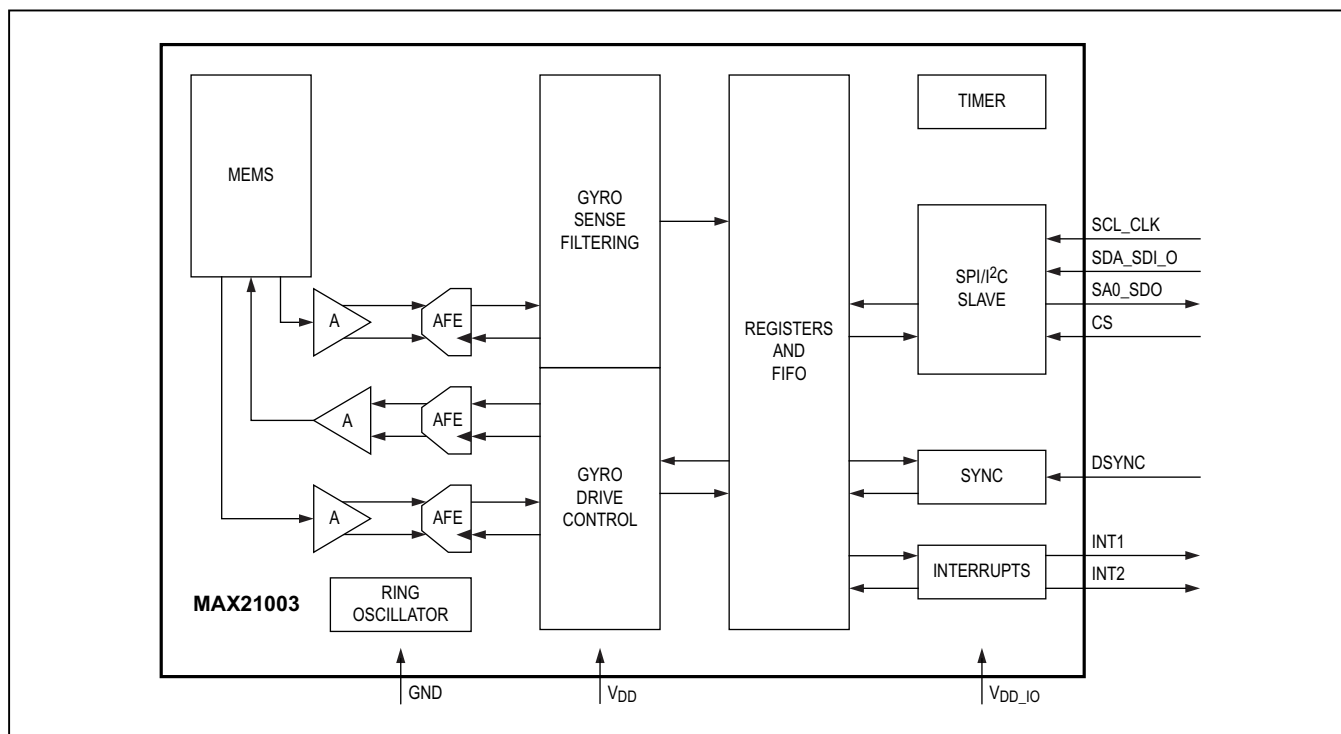 TIMER
MEMS
GYRO
SENSE
FILTERING
SCL_CLK
SDA_SDI_O
SPI/I²C
SLAVE
SA0_SDO
CS
A
AFE
REGISTERS
AND
FIFO
A
AFE
SYNC
DSYNC
GYRO
DRIVE
CONTROL
A
AFE
INTERRUPTS
INT1
INT2
MAX21003
RING
OSCILLATOR
GND
VDD
VDD_IO